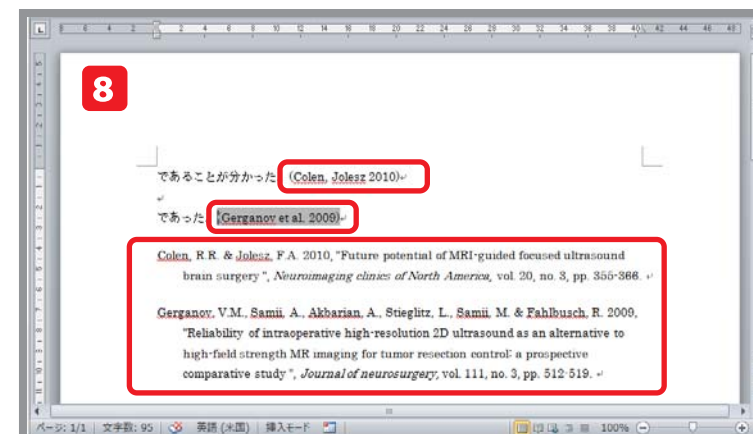 8
であることが分かった (Colen, Jolesz 2010)
であった (Gerganov et al. 2009)
Colen, R.R. & Jolesz, F.A. 2010, "Future potential of MRI-guided focused ultrasound
brain surgery", Neuroimaging clinics of North America, vol. 20, no. 3, pp. 355-366.
Gerganov, V.M., Samii, A., Akbarian, A., Stieglitz, L., Samii, M. & Fahlbusch, R. 2009,
"Reliability of intraoperative high-resolution 2D ultrasound as an alternative to
high-field strength MR imaging for tumor resection control: a prospective
comparative study", Journal of neurosurgery, vol. 111, no. 3, pp. 512-519.
ページ: 1/1 文字数: 95 英語 (米国) 挿入モード 100%